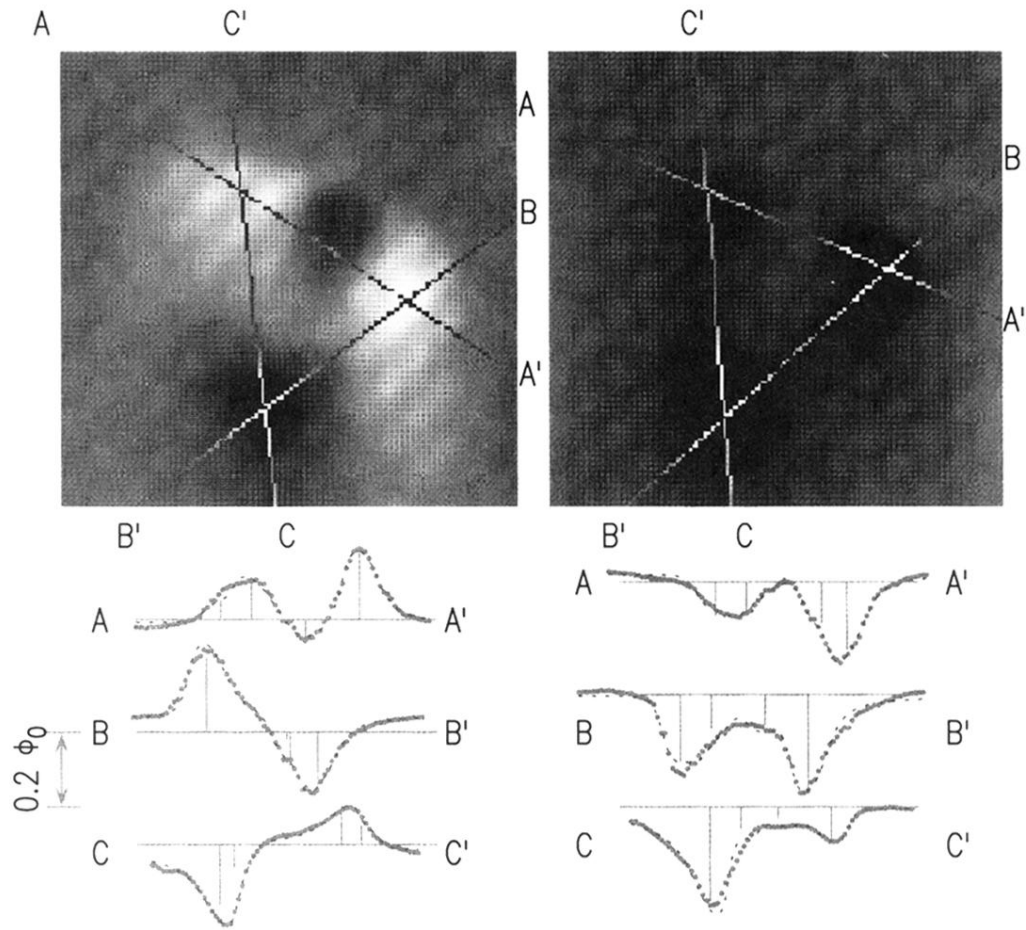 A C' C'
A
B B
A' A'
B' C B' C
A A' A A'
B B' B B'
0.2 ϕ0
C C' C C'